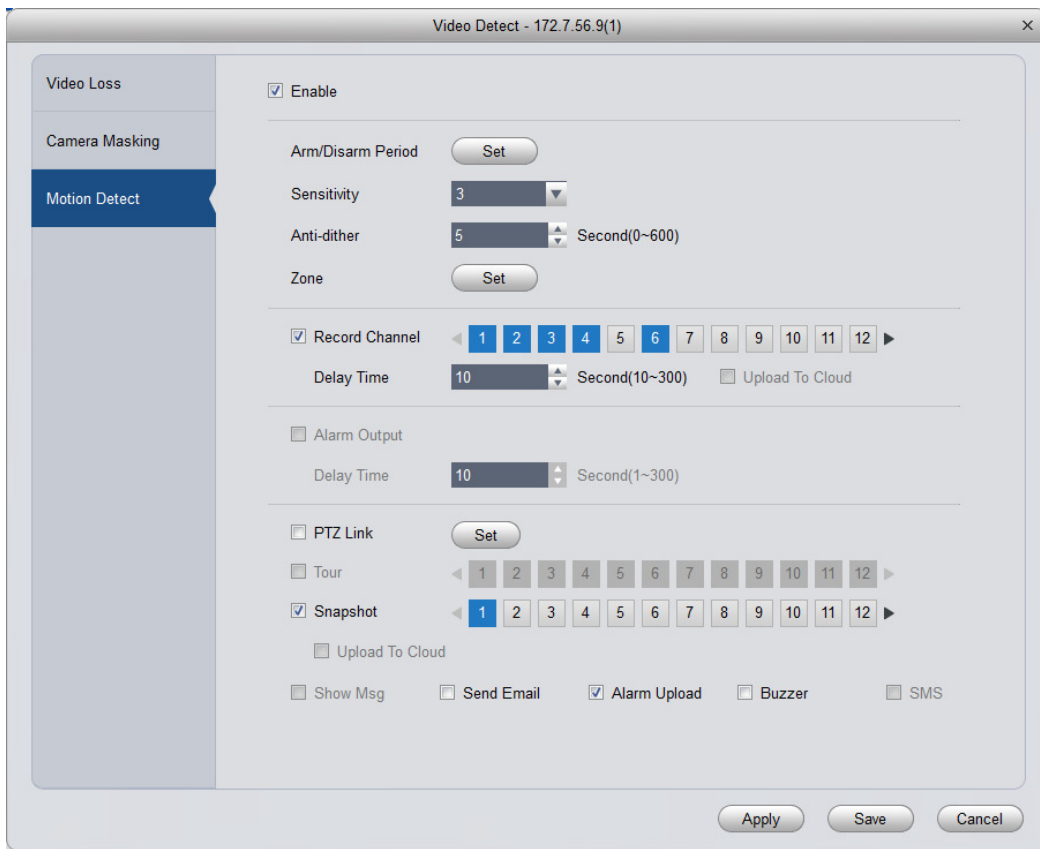 Video Detect - 172.7.56.9(1)
Video Loss
Camera Masking
Motion Detect
Enable
Arm/Disarm Period Set
Sensitivity 3
Anti-dither 5 Second(0~600)
Zone Set
Record Channel 1 2 3 4 5 6 7 8 9 10 11 12
Delay Time 10 Second(10~300) Upload To Cloud
Alarm Output
Delay Time 10 Second(1~300)
PTZ Link Set
Tour 1 2 3 4 5 6 7 8 9 10 11 12
Snapshot 1 2 3 4 5 6 7 8 9 10 11 12
Upload To Cloud
Show Msg Send Email Alarm Upload Buzzer SMS
Apply Save Cancel